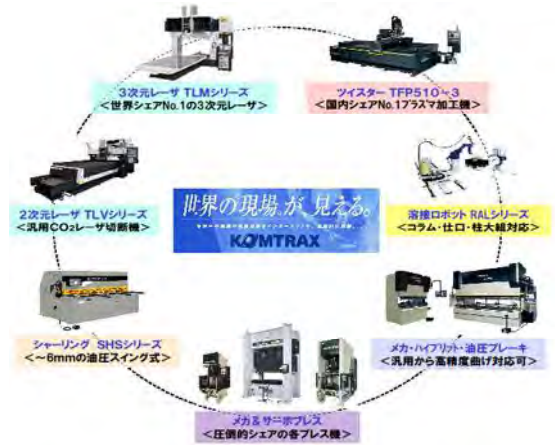 3次元レーザ TLMシリーズ
<世界シェアNo.1の3次元レーザ>
ツイスター TFP510~3
<国内シェアNo.1プラズマ加工機>
2次元レーザ TLVシリーズ
<汎用CO2レーザ切断機>
世界の現場が、見える。
KOMTRAX
溶接ロボット RALシリーズ
<コラム・仕口・柱大組対応>
シャーリング SHSシリーズ
<~6mmの油圧スイング式>
メカ・ハイブリット・油圧ブレーキ
<汎用から高精度曲げ対応可>
メカ&サーボプレス
<圧倒的シェアの各プレス機>